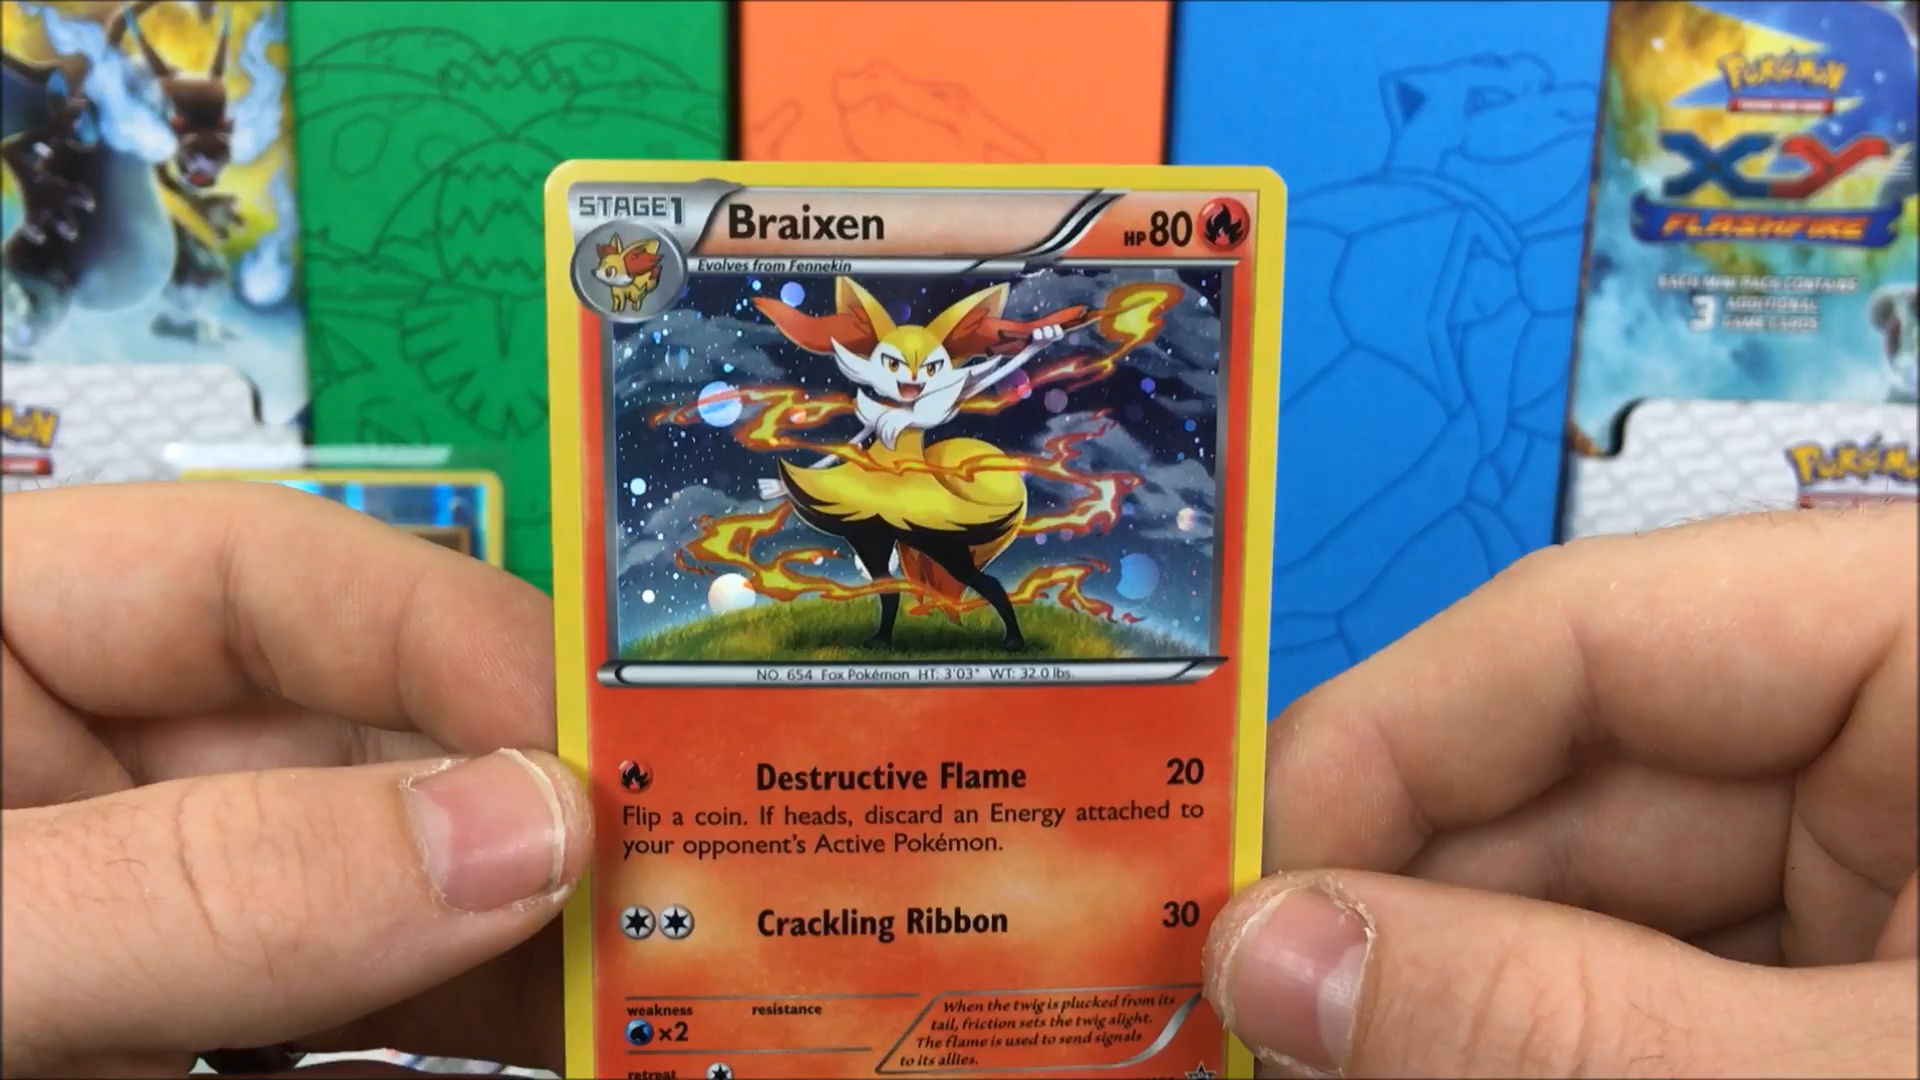 STAGE1
Braixen
HP80
Evolves from Fennekin
NO. 654 Fox Pokémon HT: 3'03" WT: 32.0 lbs.
Destructive Flame 20
Flip a coin. If heads, discard an Energy attached to
your opponent's Active Pokémon.
Crackling Ribbon 30
weakness resistance
×2
retreat
When the twig is plucked from its
tail, friction sets the twig alight.
The flame is used to send signals
to its allies.
POKéMON
XY
FLASHFIRE
EACH MINI PACK CONTAINS
3 ADDITIONAL
GAME CARDS
POKéM